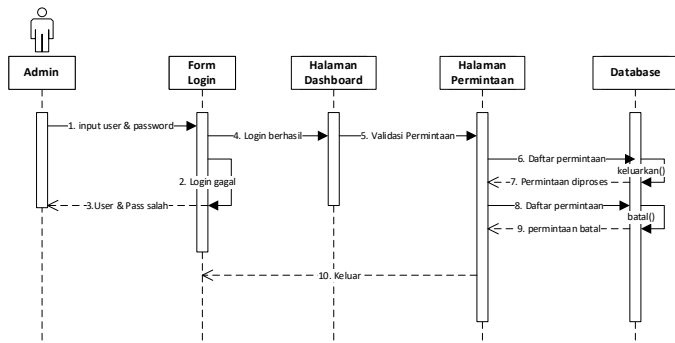 Admin
Form
Login
Halaman
Dashboard
Halaman
Permintaan
Database
1. input user & password
4. Login berhasil
5. Validasi Permintaan
6. Daftar permintaan
keluarkan()
2. Login gagal
7. Permintaan diproses
3.User & Pass salah
8. Daftar permintaan
batal()
9. permintaan batal
10. Keluar